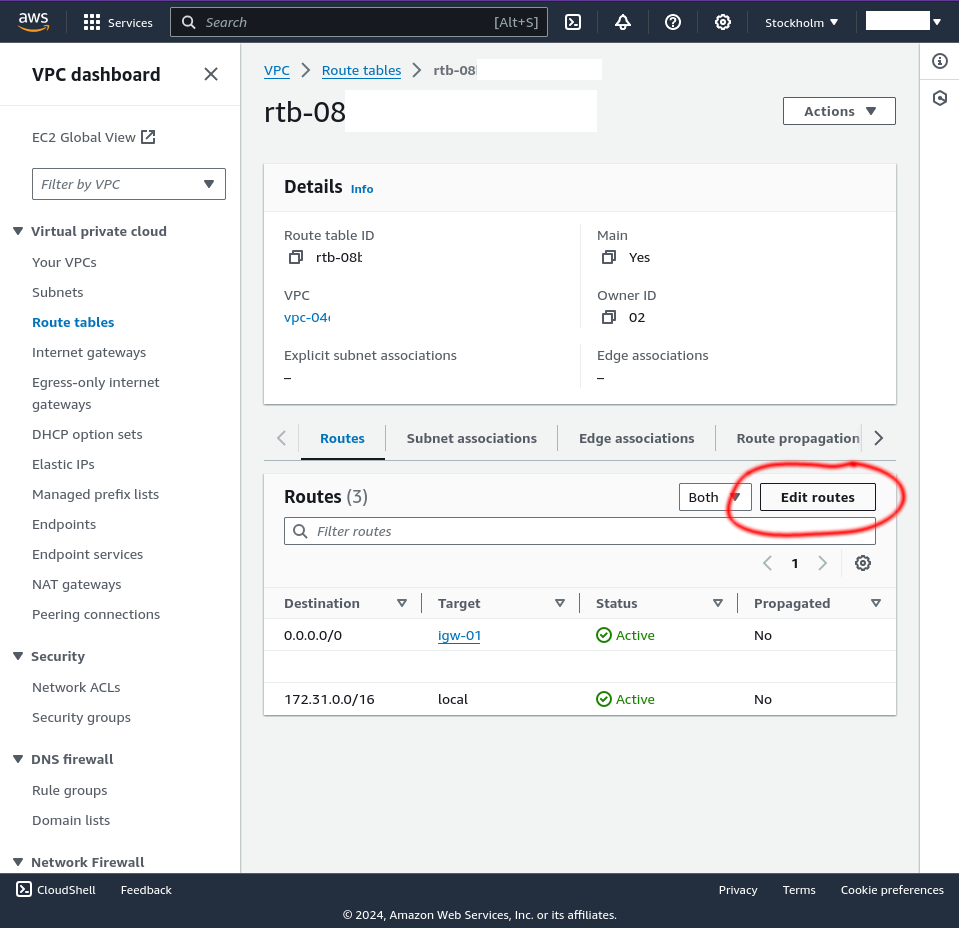 aws Services Search [Alt+S] Stockholm
VPC dashboard
EC2 Global View
Filter by VPC
Virtual private cloud
Your VPCs
Subnets
Route tables
Internet gateways
Egress-only internet
gateways
DHCP option sets
Elastic IPs
Managed prefix lists
Endpoints
Endpoint services
NAT gateways
Peering connections
Security
Network ACLs
Security groups
DNS firewall
Rule groups
Domain lists
Network Firewall
VPC Route tables rtb-08
rtb-08
Actions
Details Info
Route table ID
rtb-08b
Main
Yes
VPC
vpc-04
Owner ID
02
Explicit subnet associations
–
Edge associations
–
Routes Subnet associations Edge associations Route propagation
Routes (3) Both Edit routes
Filter routes
1
Destination Target Status Propagated
0.0.0.0/0 igw-01 Active No
172.31.0.0/16 local Active No
CloudShell Feedback Privacy Terms Cookie preferences
© 2024, Amazon Web Services, Inc. or its affiliates.